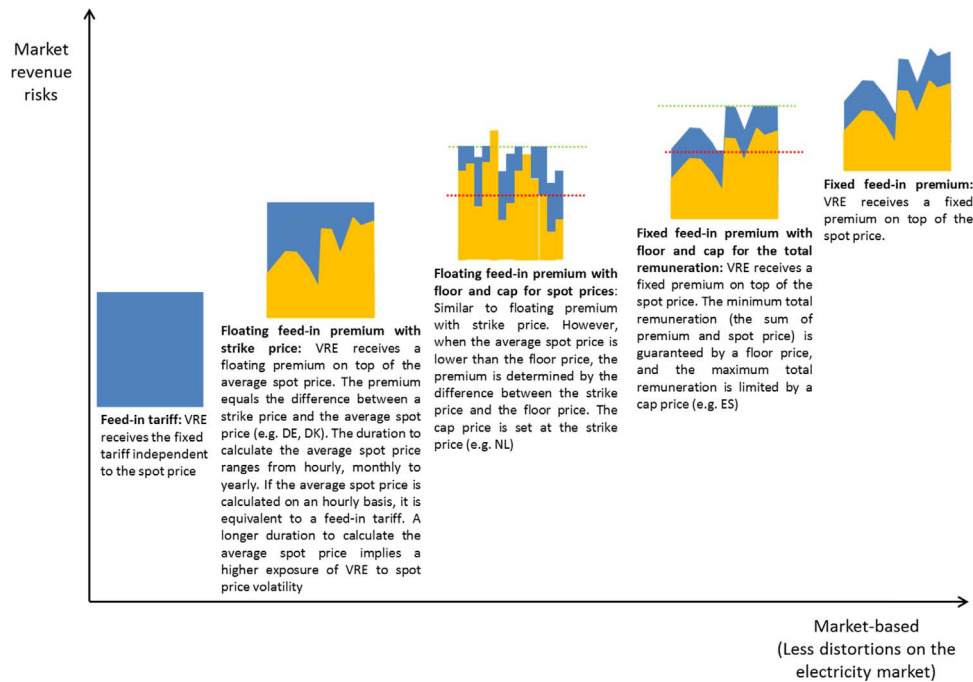 Market
revenue
risks
Feed-in tariff: VRE
receives the fixed
tariff independent
to the spot price
Floating feed-in premium with
strike price: VRE receives a
floating premium on top of the
average spot price. The premium
equals the difference between a
strike price and the average spot
price (e.g. DE, DK). The duration to
calculate the average spot price
ranges from hourly, monthly to
yearly. If the average spot price is
calculated on an hourly basis, it is
equivalent to a feed-in tariff. A
longer duration to calculate the
average spot price implies a
higher exposure of VRE to spot
price volatility
Floating feed-in premium with
floor and cap for spot prices:
Similar to floating premium
with strike price. However,
when the average spot price is
lower than the floor price, the
premium is determined by the
difference between the strike
price and the floor price. The
cap price is set at the strike
price (e.g. NL)
Fixed feed-in premium with
floor and cap for the total
remuneration: VRE receives a
fixed premium on top of the
spot price. The minimum total
remuneration (the sum of
premium and spot price) is
guaranteed by a floor price,
and the maximum total
remuneration is limited by a
cap price (e.g. ES)
Fixed feed-in premium:
VRE receives a fixed
premium on top of the
spot price.
Market-based
(Less distortions on the
electricity market)